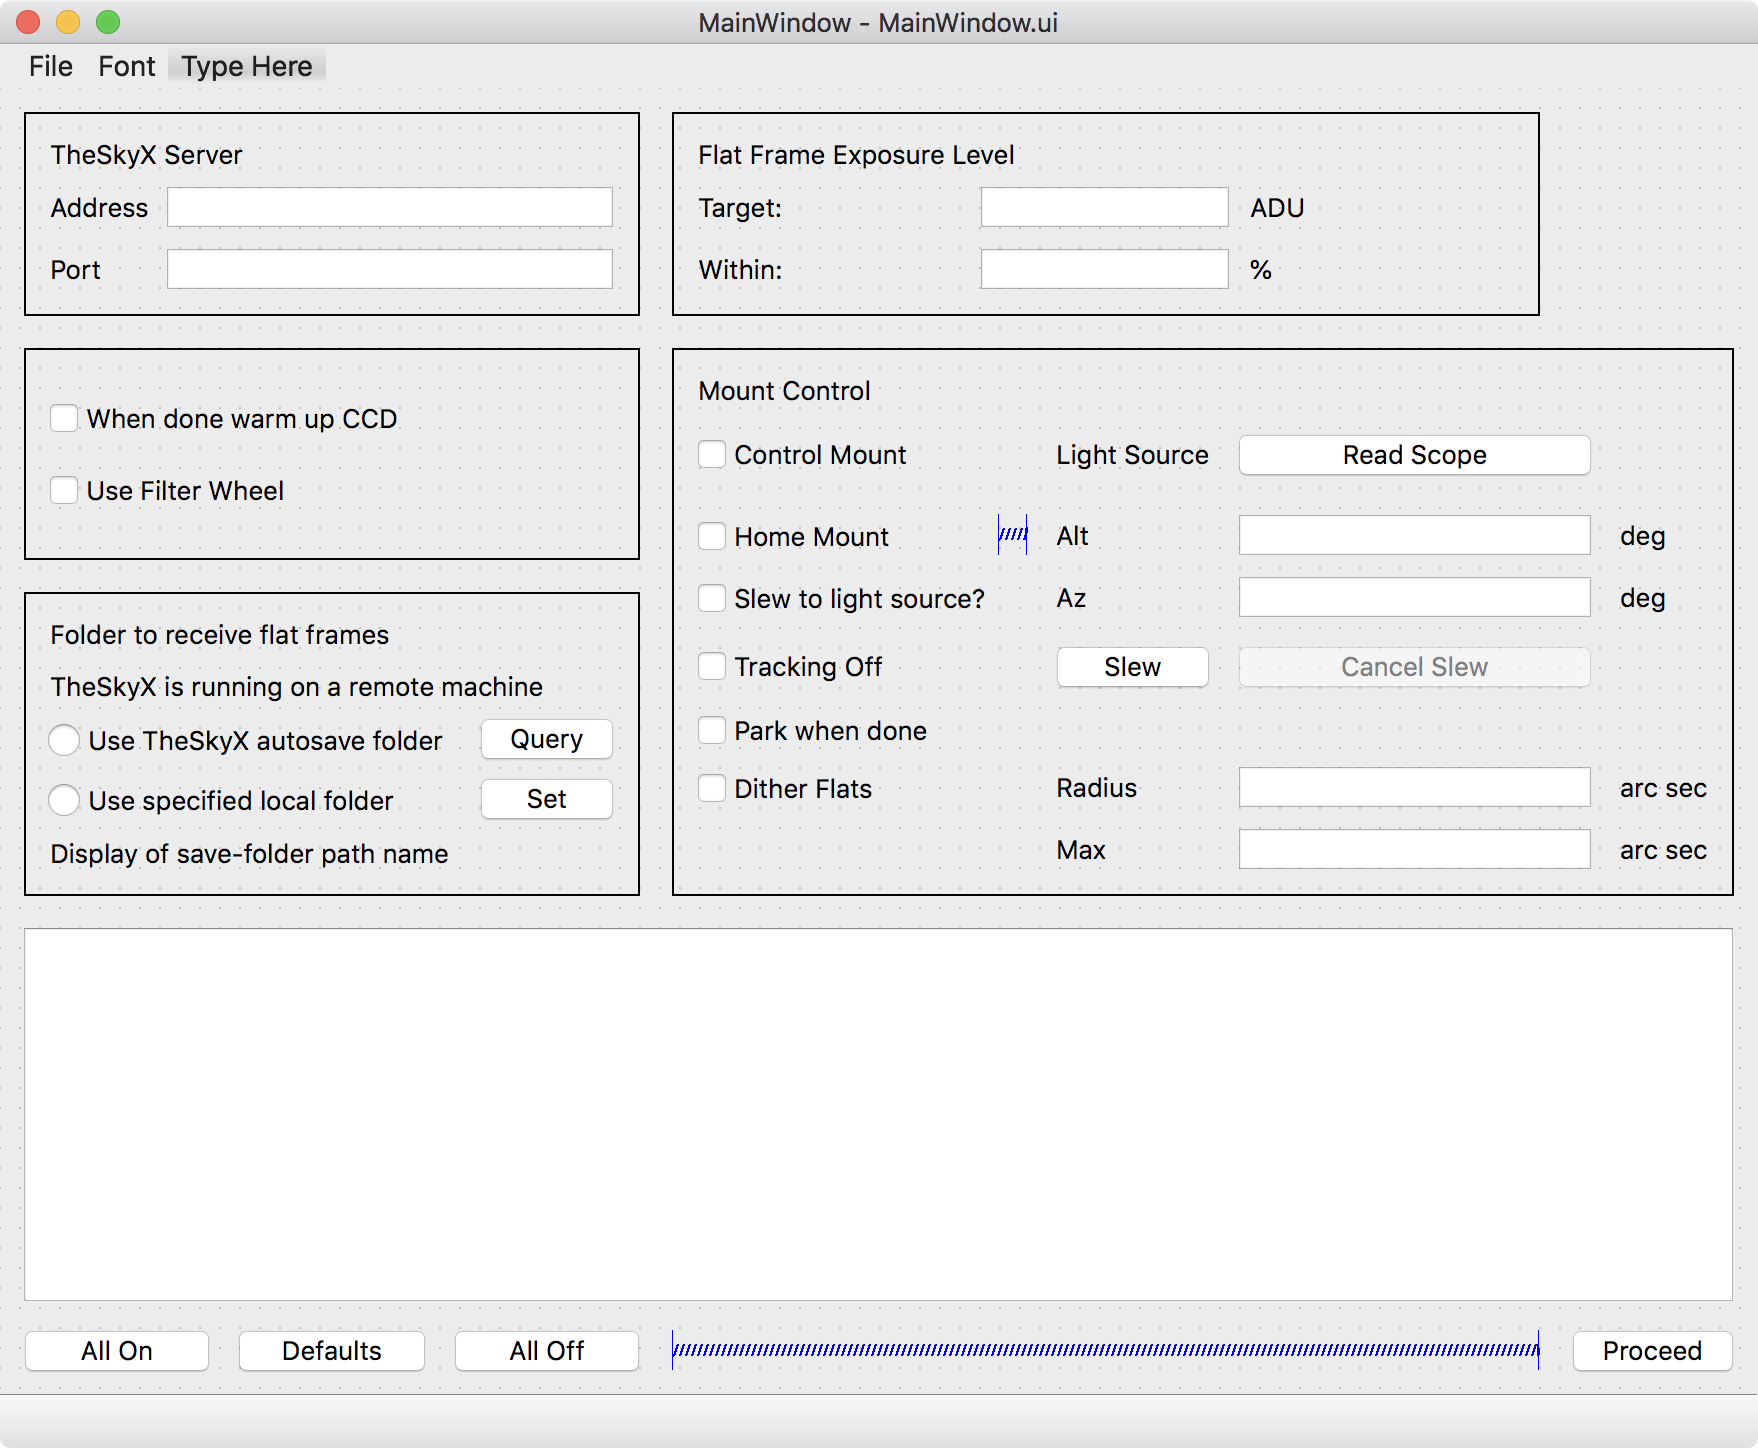 MainWindow - MainWindow.ui
File Font Type Here
TheSkyX Server
Address
Port
Flat Frame Exposure Level
Target: ADU
Within: %
When done warm up CCD
Use Filter Wheel
Folder to receive flat frames
TheSkyX is running on a remote machine
Use TheSkyX autosave folder Query
Use specified local folder Set
Display of save-folder path name
Mount Control
Control Mount Light Source Read Scope
Home Mount Alt deg
Slew to light source? Az deg
Tracking Off Slew Cancel Slew
Park when done
Dither Flats Radius arc sec
Max arc sec
All On Defaults All Off Proceed